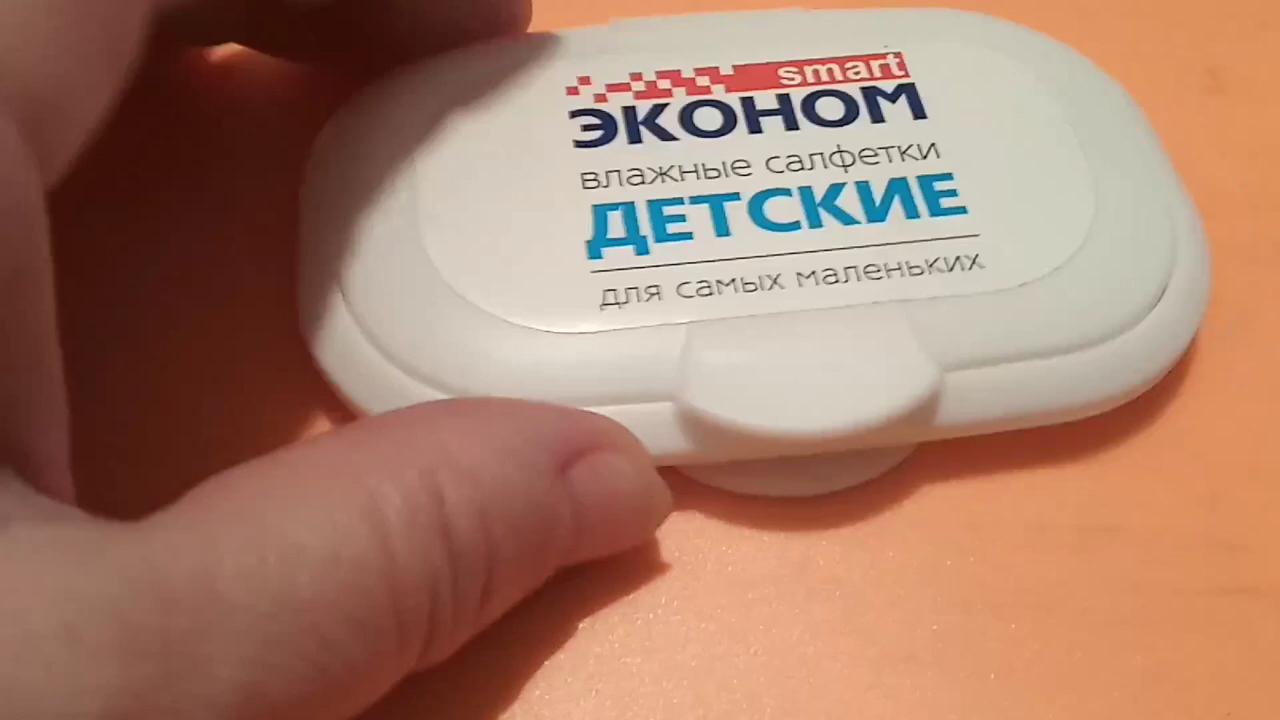 smart
ЭКОНОМ
влажные салфетки
ДЕТСКИЕ
для самых маленьких